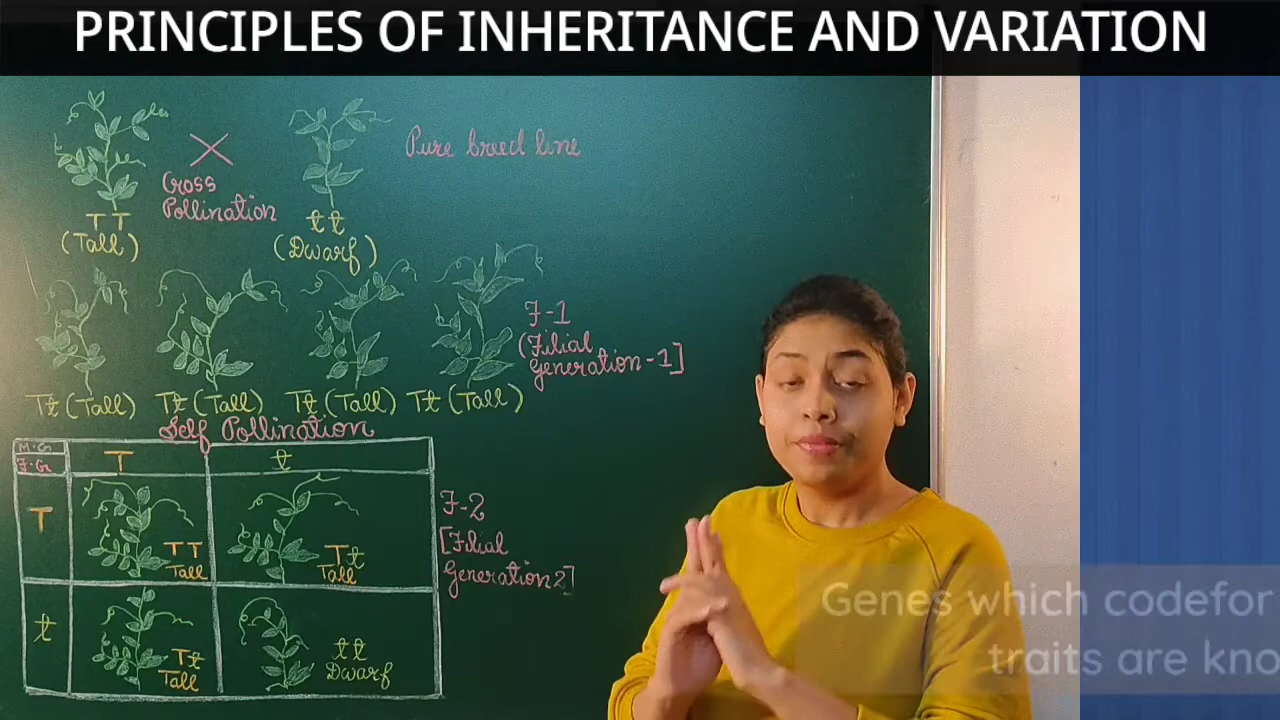 PRINCIPLES OF INHERITANCE AND VARIATION
Pure breed line
Cross
Pollination
TT
(Tall)
tt
(Dwarf)
F-1
(Filial
Generation-1]
Tt (Tall) Tt (Tall) Tt (Tall) Tt (Tall)
Self Pollination
M·G
F·G
T
t
T
TT
Tall
Tt
Tall
F-2
[Filial
Generation2]
t
Tt
Tall
tt
Dwarf
Genes which codefor
traits are kno